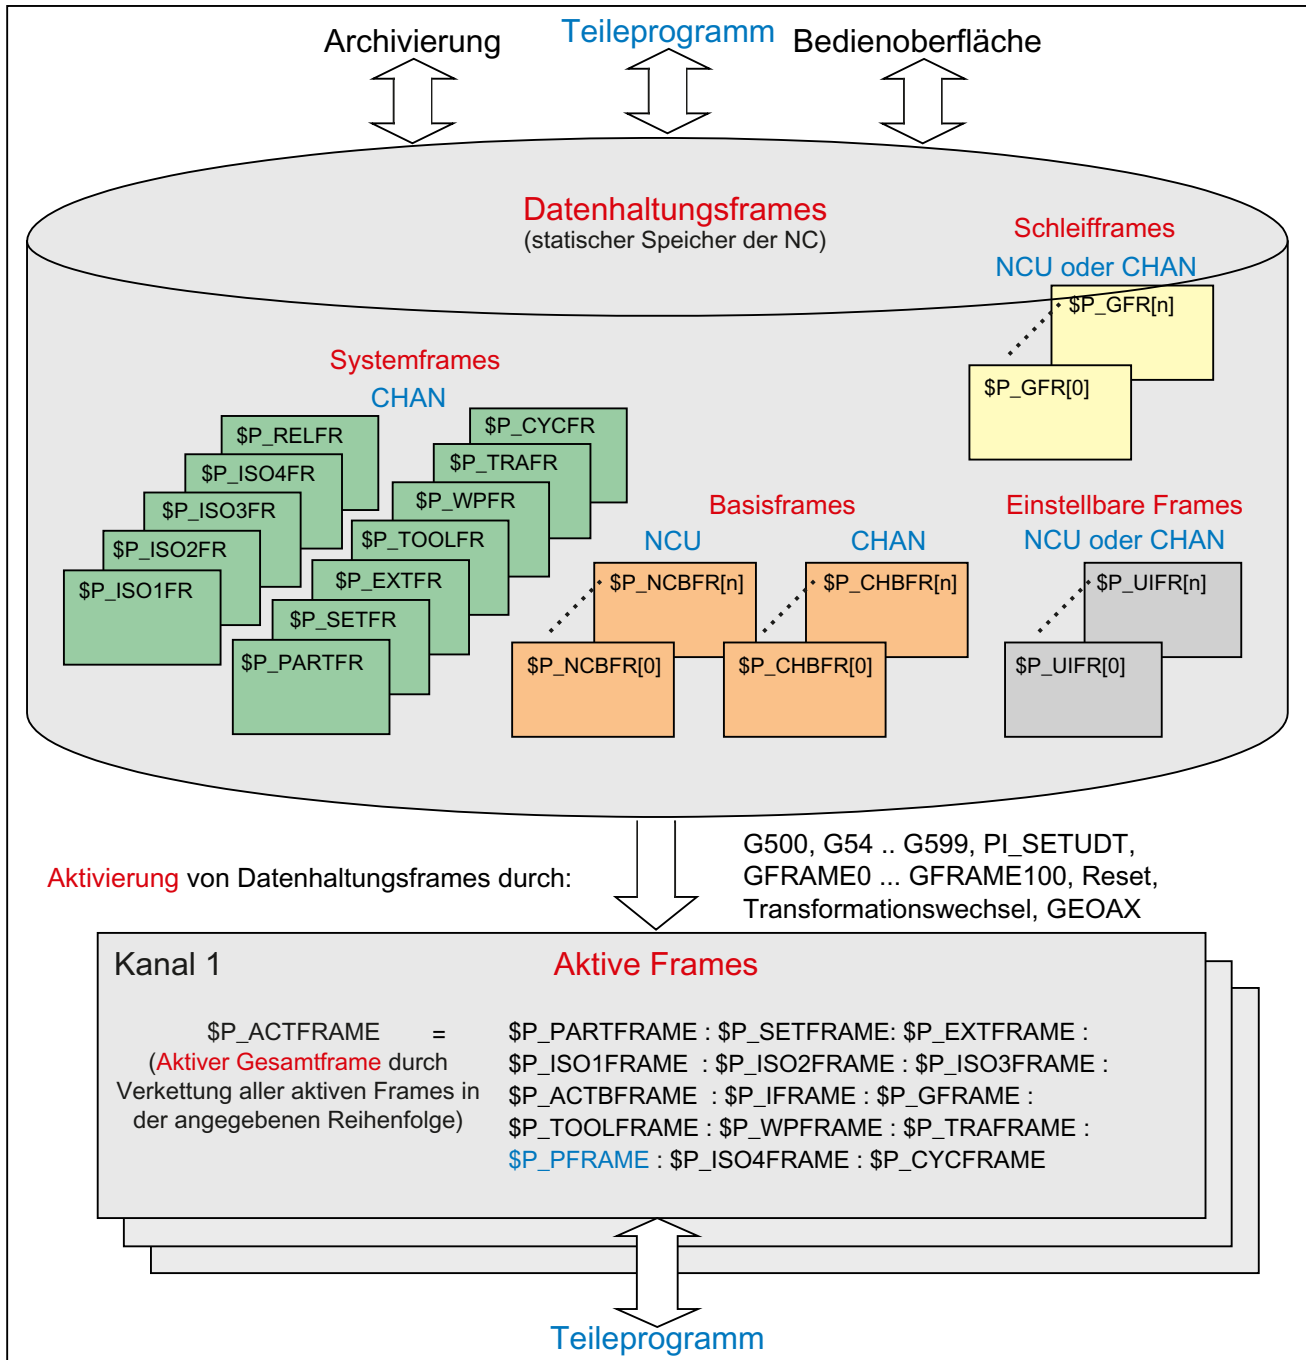 Archivierung
Teileprogramm
Bedienoberfläche
Datenhaltungsframes
(statischer Speicher der NC)
Schleifframes
NCU oder CHAN
$P_GFR[n]
$P_GFR[0]
Systemframes
CHAN
$P_RELFR
$P_ISO4FR
$P_ISO3FR
$P_ISO2FR
$P_ISO1FR
$P_CYCFR
$P_TRAFR
$P_WPFR
$P_TOOLFR
$P_EXTFR
$P_SETFR
$P_PARTFR
Basisframes
NCU
CHAN
$P_NCBFR[n]
$P_NCBFR[0]
$P_CHBFR[n]
$P_CHBFR[0]
Einstellbare Frames
NCU oder CHAN
$P_UIFR[n]
$P_UIFR[0]
Aktivierung von Datenhaltungsframes durch:
G500, G54 .. G599, PI_SETUDT,
GFRAME0 ... GFRAME100, Reset,
Transformationswechsel, GEOAX
Kanal 1
Aktive Frames
$P_ACTFRAME =
(Aktiver Gesamtframe durch
Verkettung aller aktiven Frames in
der angegebenen Reihenfolge)
$P_PARTFRAME : $P_SETFRAME: $P_EXTFRAME :
$P_ISO1FRAME : $P_ISO2FRAME : $P_ISO3FRAME :
$P_ACTBFRAME : $P_IFRAME : $P_GFRAME :
$P_TOOLFRAME : $P_WPFRAME : $P_TRAFRAME :
$P_PFRAME : $P_ISO4FRAME : $P_CYCFRAME
Teileprogramm